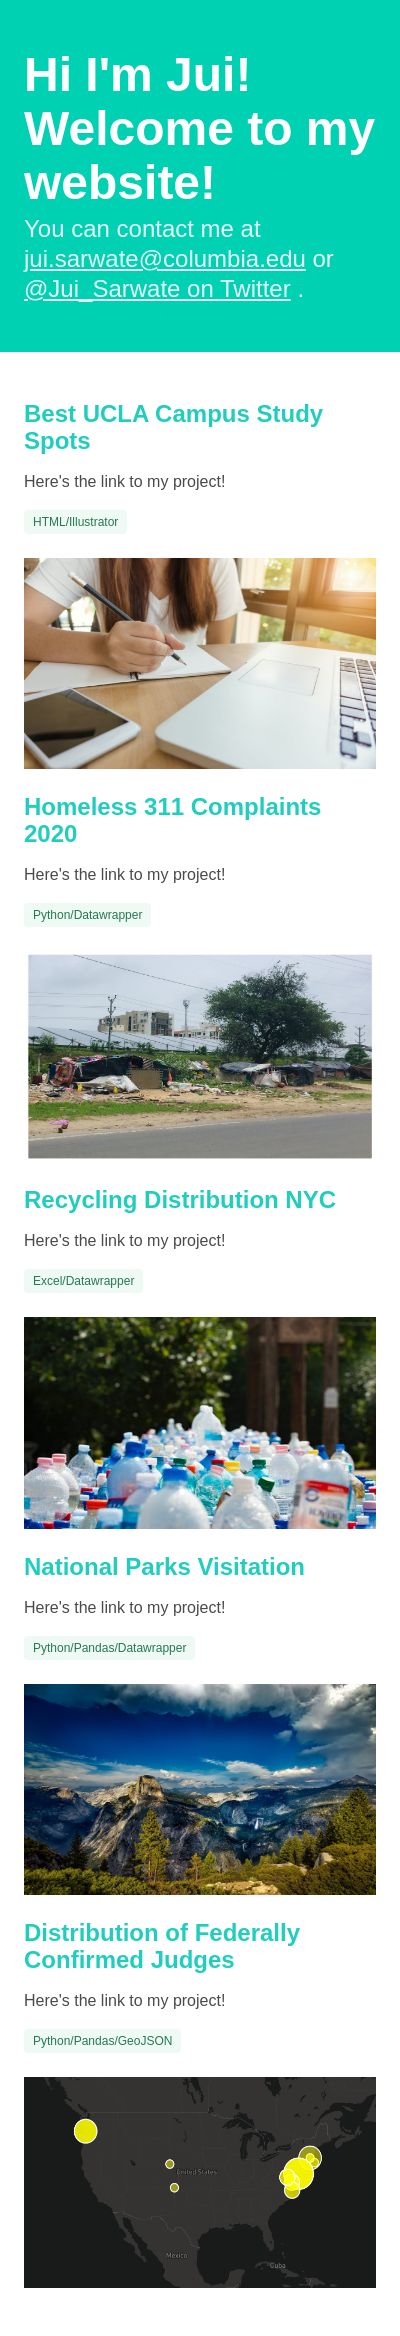 Hi I'm Jui!
Welcome to my
website!
You can contact me at
jui.sarwate@columbia.edu or
@Jui_Sarwate on Twitter .
Best UCLA Campus Study
Spots
Here's the link to my project!
HTML/Illustrator
Homeless 311 Complaints
2020
Here's the link to my project!
Python/Datawrapper
Recycling Distribution NYC
Here's the link to my project!
Excel/Datawrapper
National Parks Visitation
Here's the link to my project!
Python/Pandas/Datawrapper
Distribution of Federally
Confirmed Judges
Here's the link to my project!
Python/Pandas/GeoJSON
United States
Mexico
Cuba